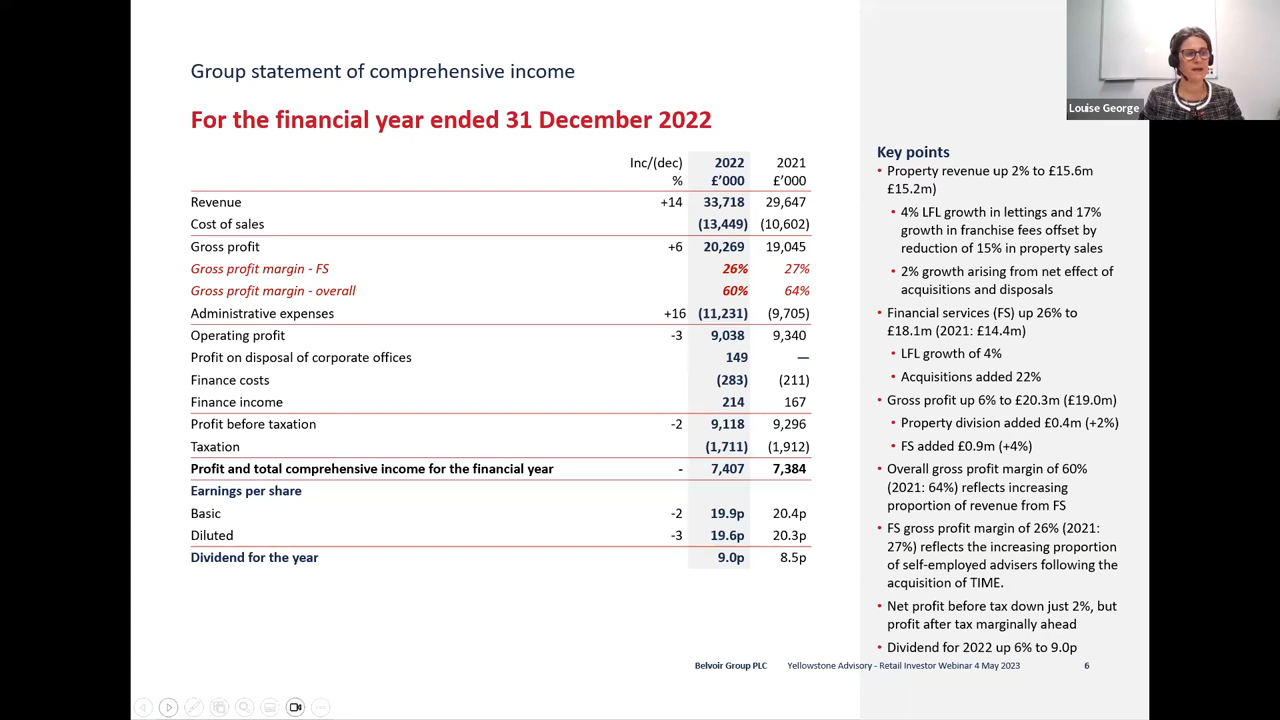 Group statement of comprehensive income
For the financial year ended 31 December 2022
Inc/(dec) 2022 2021
% £'000 £'000
Revenue +14 33,718 29,647
Cost of sales (13,449) (10,602)
Gross profit +6 20,269 19,045
Gross profit margin - FS 26% 27%
Gross profit margin - overall 60% 64%
Administrative expenses +16 (11,231) (9,705)
Operating profit -3 9,038 9,340
Profit on disposal of corporate offices 149 —
Finance costs (283) (211)
Finance income 214 167
Profit before taxation -2 9,118 9,296
Taxation (1,711) (1,912)
Profit and total comprehensive income for the financial year - 7,407 7,384
Earnings per share
Basic -2 19.9p 20.4p
Diluted -3 19.6p 20.3p
Dividend for the year 9.0p 8.5p
Louise George
Key points
• Property revenue up 2% to £15.6m
£15.2m)
• 4% LFL growth in lettings and 17%
growth in franchise fees offset by
reduction of 15% in property sales
• 2% growth arising from net effect of
acquisitions and disposals
• Financial services (FS) up 26% to
£18.1m (2021: £14.4m)
• LFL growth of 4%
• Acquisitions added 22%
• Gross profit up 6% to £20.3m (£19.0m)
• Property division added £0.4m (+2%)
• FS added £0.9m (+4%)
• Overall gross profit margin of 60%
(2021: 64%) reflects increasing
proportion of revenue from FS
• FS gross profit margin of 26% (2021:
27%) reflects the increasing proportion
of self-employed advisers following the
acquisition of TIME.
• Net profit before tax down just 2%, but
profit after tax marginally ahead
• Dividend for 2022 up 6% to 9.0p
Belvoir Group PLC Yellowstone Advisory - Retail Investor Webinar 4 May 2023 6